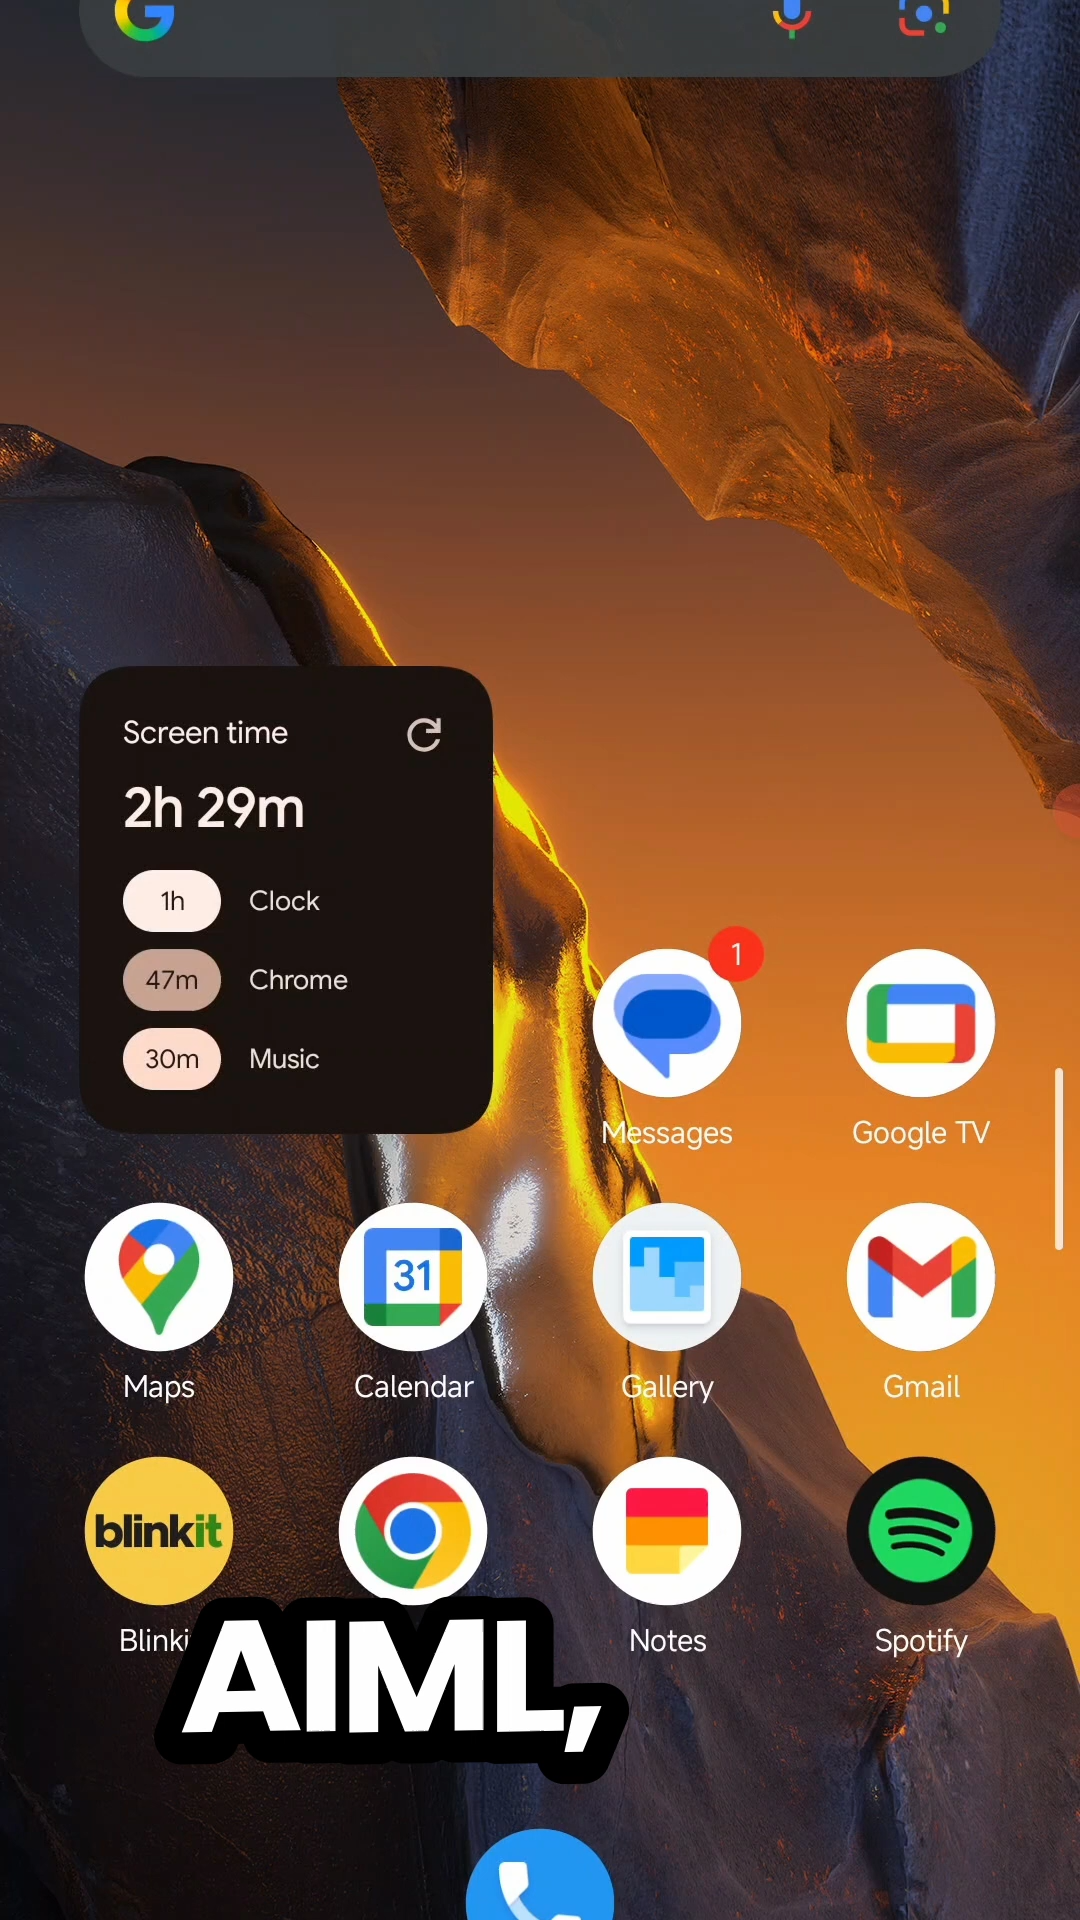 Screen time
2h 29m
1h Clock
47m Chrome
30m Music
1
Messages Google TV
31
Maps Calendar Gallery Gmail
blinkit
Notes Spotify
AIML,